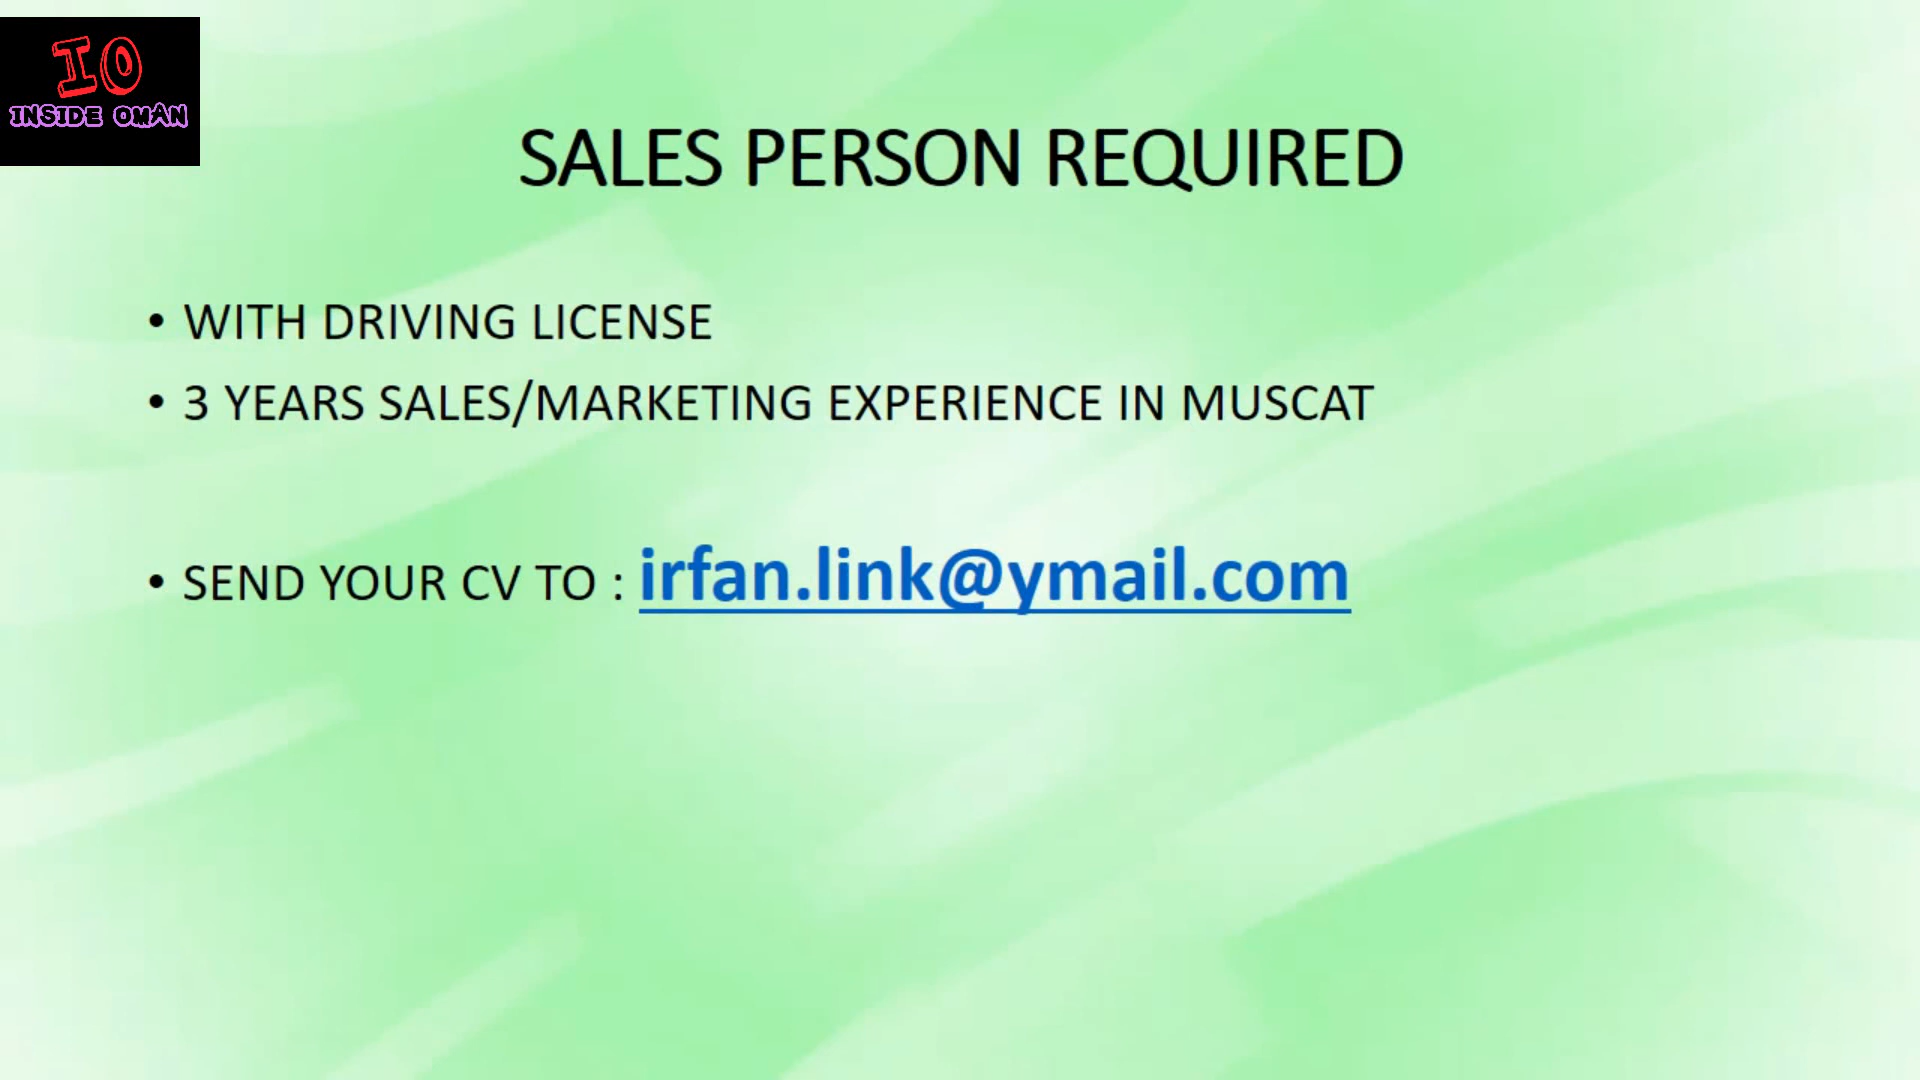 IO
INSIDE OMAN
SALES PERSON REQUIRED
• WITH DRIVING LICENSE
• 3 YEARS SALES/MARKETING EXPERIENCE IN MUSCAT
• SEND YOUR CV TO : irfan.link@ymail.com